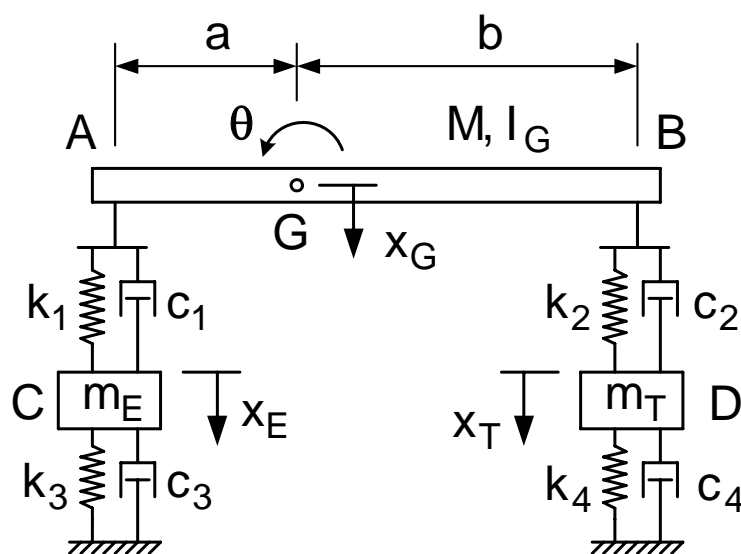 a b
A θ M, I_G B
G x_G
k_1 c_1 k_2 c_2
C m_E x_E x_T m_T D
k_3 c_3 k_4 c_4